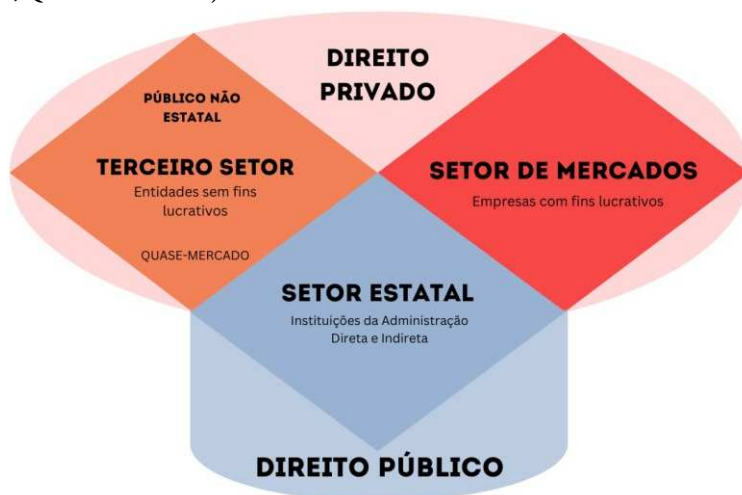 DIREITO
PRIVADO
PÚBLICO NÃO
ESTATAL
TERCEIRO SETOR
Entidades sem fins
lucrativos
QUASE-MERCADO
SETOR DE MERCADOS
Empresas com fins lucrativos
SETOR ESTATAL
Instituições da Administração
Direta e Indireta
DIREITO PÚBLICO